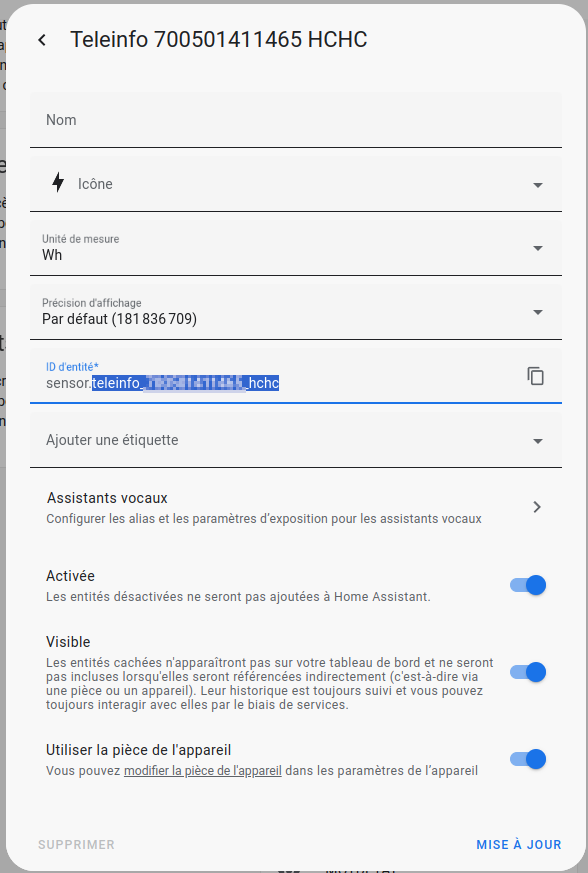 Teleinfo 700501411465 HCHC
Nom
Icône
Unité de mesure
Wh
Précision d'affichage
Par défaut (181 836 709)
ID d'entité*
sensor.teleinfo_ _hchc
Ajouter une étiquette
Assistants vocaux
Configurer les alias et les paramètres d'exposition pour les assistants vocaux
Activée
Les entités désactivées ne seront pas ajoutées à Home Assistant.
Visible
Les entités cachées n'apparaîtront pas sur votre tableau de bord et ne seront
pas incluses lorsqu'elles seront référencées indirectement (c'est-à-dire via
une pièce ou un appareil). Leur historique est toujours suivi et vous pouvez
toujours interagir avec elles par le biais de services.
Utiliser la pièce de l'appareil
Vous pouvez modifier la pièce de l'appareil dans les paramètres de l'appareil
SUPPRIMER
MISE À JOUR